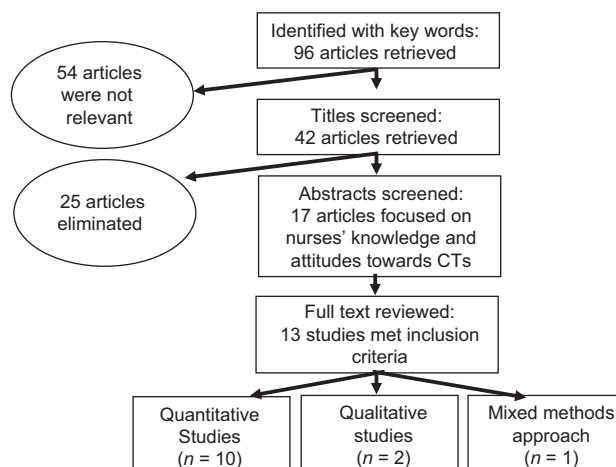 Identified with key words:
96 articles retrieved
54 articles
were not
relevant
Titles screened:
42 articles retrieved
25 articles
eliminated
Abstracts screened:
17 articles focused on
nurses’ knowledge and
attitudes towards CTs
Full text reviewed:
13 studies met inclusion
criteria
Quantitative
Studies
(n = 10)
Qualitative
studies
(n = 2)
Mixed methods
approach
(n = 1)